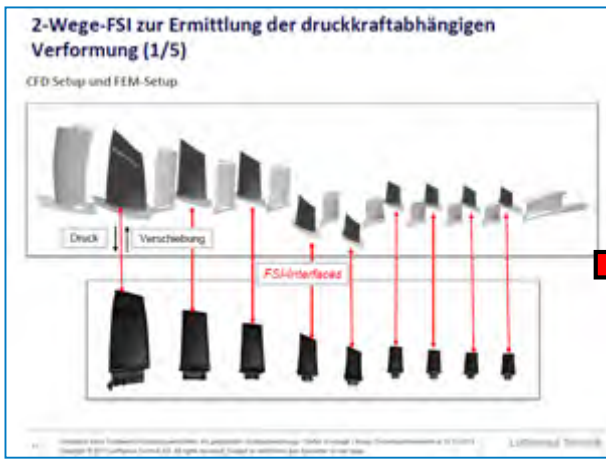 2-Wege-FSI zur Ermittlung der druckkraftabhängigen
Verformung (1/5)
CFD Setup und FEM-Setup
Druck
Verschiebung
FSI-Interfaces
Lufthansa Technik